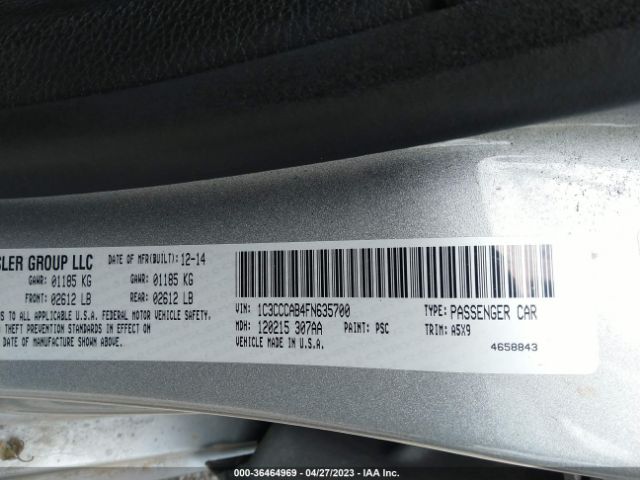 SLER GROUP LLC DATE OF MFR(BUILT): 12-14
GAWR: 01185 KG GAWR: 01185 KG
FRONT: 02612 LB REAR: 02612 LB
TO ALL APPLICABLE U.S.A. FEDERAL MOTOR VEHICLE SAFETY,
THEFT PREVENTION STANDARDS IN EFFECT
DATE OF MANUFACTURE SHOWN ABOVE.
VIN: 1C3CCCAB4FN635700 TYPE: PASSENGER CAR
MDH: 120215 307AA PAINT: PSC TRIM: A5X9
VEHICLE MADE IN U.S.A. 4658843
000-36464969 - 04/27/2023 - IAA Inc.